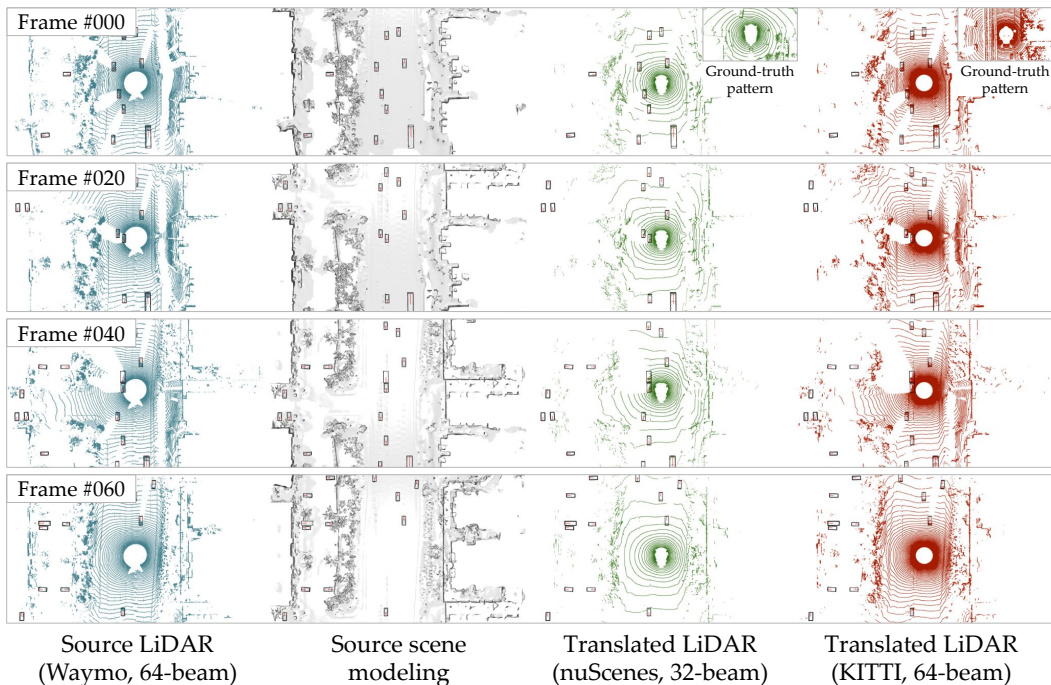 Frame #000
Ground-truth
pattern
Ground-truth
pattern
Frame #020
Frame #040
Frame #060
Source LiDAR
(Waymo, 64-beam)
Source scene
modeling
Translated LiDAR
(nuScenes, 32-beam)
Translated LiDAR
(KITTI, 64-beam)